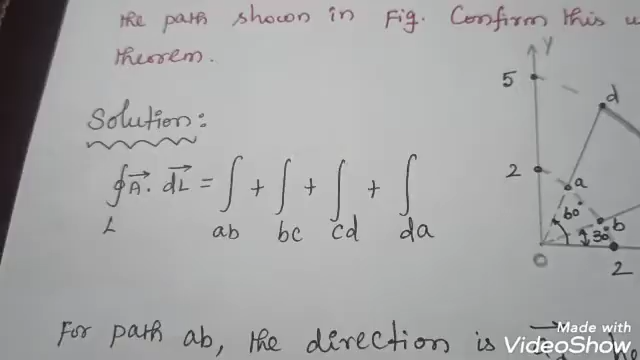 the path shown in Fig. Confirm this
theorem.
Solution:
∮ A⃗. dL⃗ = ∫ + ∫ + ∫ + ∫
L ab bc cd da
Y
5
d
2
a
60°
b
30°
0
2
For path ab, the direction is
Made with
VideoShow